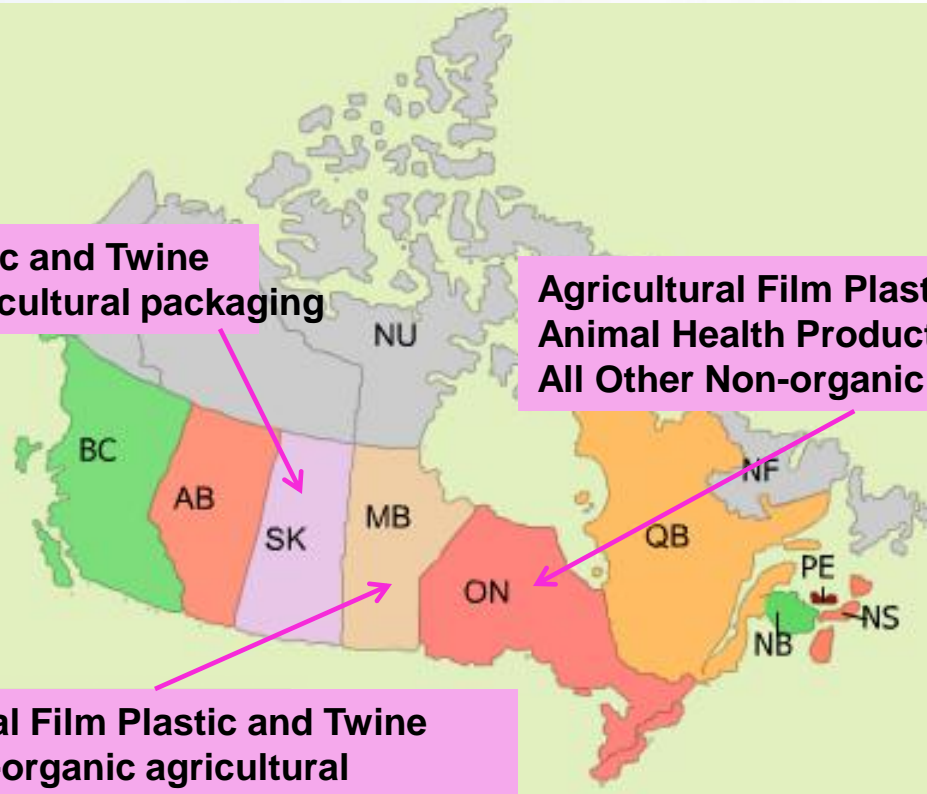 c and Twine
cultural packaging
Agricultural Film Plast
Animal Health Product
All Other Non-organic
NU
BC
AB
SK
MB
ON
QB
NF
PE
NS
NB
al Film Plastic and Twine
organic agricultural